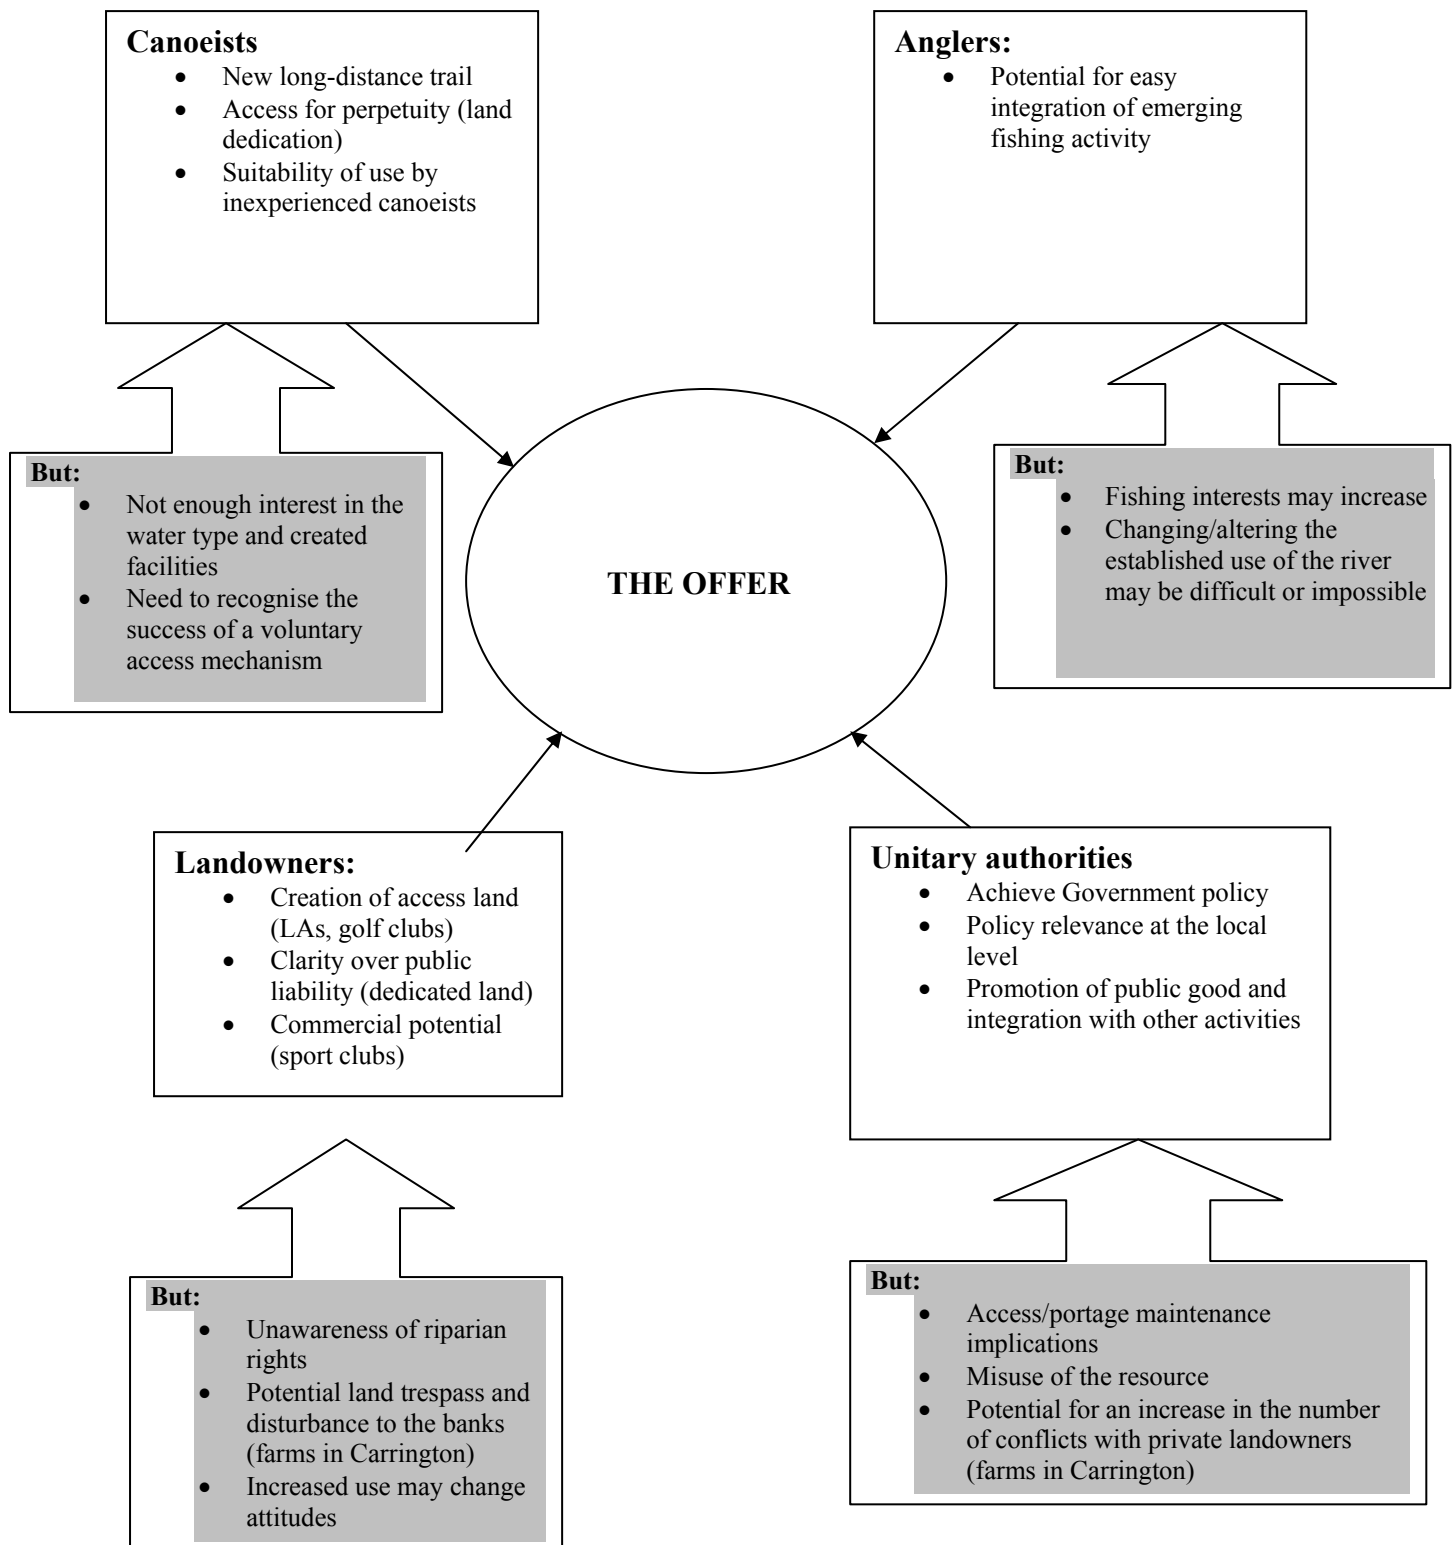 Canoeists
• New long-distance trail
• Access for perpetuity (land
dedication)
• Suitability of use by
inexperienced canoeists
Anglers:
• Potential for easy
integration of emerging
fishing activity
But:
• Not enough interest in the
water type and created
facilities
• Need to recognise the
success of a voluntary
access mechanism
But:
• Fishing interests may increase
• Changing/altering the
established use of the river
may be difficult or impossible
THE OFFER
Landowners:
• Creation of access land
(LAs, golf clubs)
• Clarity over public
liability (dedicated land)
• Commercial potential
(sport clubs)
Unitary authorities
• Achieve Government policy
• Policy relevance at the local
level
• Promotion of public good and
integration with other activities
But:
• Unawareness of riparian
rights
• Potential land trespass and
disturbance to the banks
(farms in Carrington)
• Increased use may change
attitudes
But:
• Access/portage maintenance
implications
• Misuse of the resource
• Potential for an increase in the number
of conflicts with private landowners
(farms in Carrington)